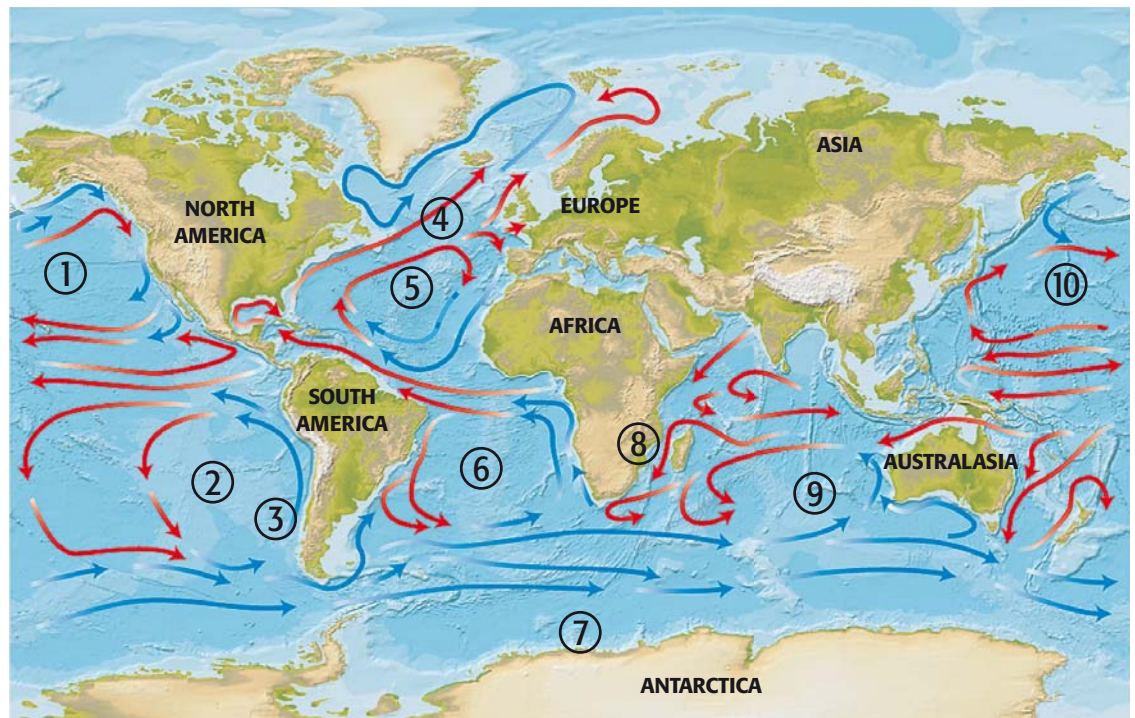 ASIA
NORTH
AMERICA
④
EUROPE
①
⑤
⑩
AFRICA
SOUTH
AMERICA
⑧
⑥
AUSTRALASIA
②
⑨
③
⑦
ANTARCTICA